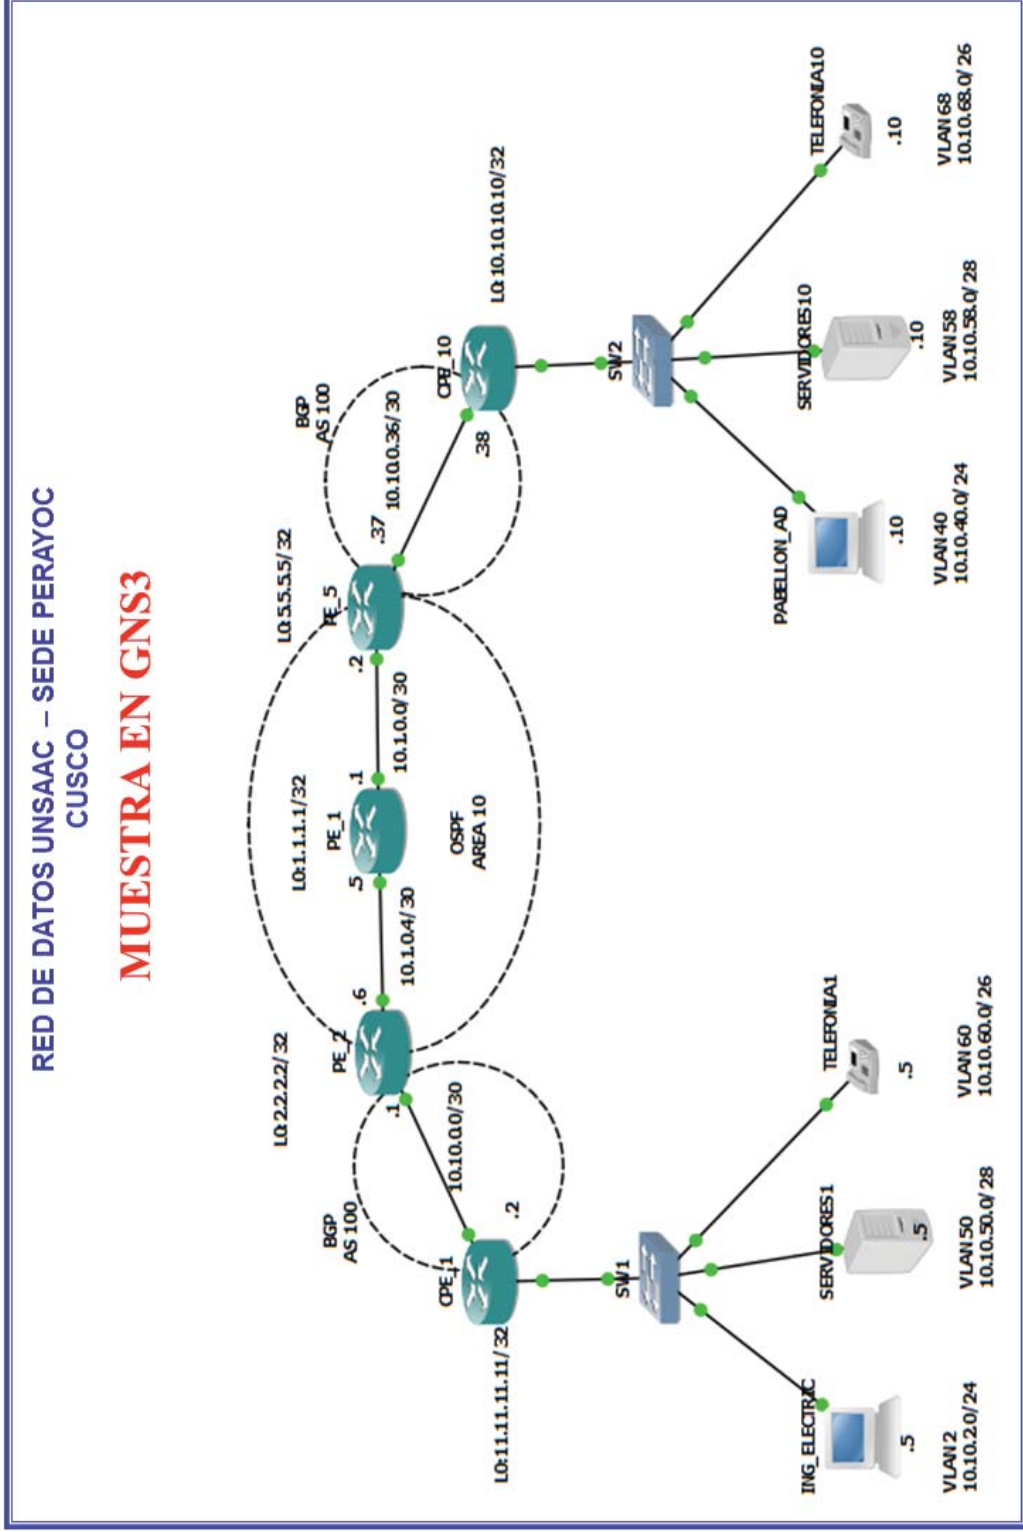 RED DE DATOS UNSAAC – SEDE PERAYOC
CUSCO
MUESTRA EN GNS3
L0:2.2.2.2/32
PE_2
.6
.1
L0:1.1.1.1/32
PE_1
.5
.1
L0:5.5.5.5/32
PE_5
.2
.37
10.1.0.4/30
10.1.0.0/30
OSPF
AREA 10
BGP
AS 100
10.10.0.0/30
CPE_1
.2
L0:11.11.11.11/32
BGP
AS 100
10.10.0.36/30
CPE_10
.38
L0:10.10.10.10/32
SW1
SW2
ING_ELECTRIC
.5
VLAN 2
10.10.2.0/24
SERVIDORES1
.5
VLAN 50
10.10.50.0/28
TELEFONIA1
.5
VLAN 60
10.10.60.0/26
PABELLON_AD
.10
VLAN 40
10.10.40.0/24
SERVIDORES10
.10
VLAN 58
10.10.58.0/28
TELEFONIA10
.10
VLAN 68
10.10.68.0/26